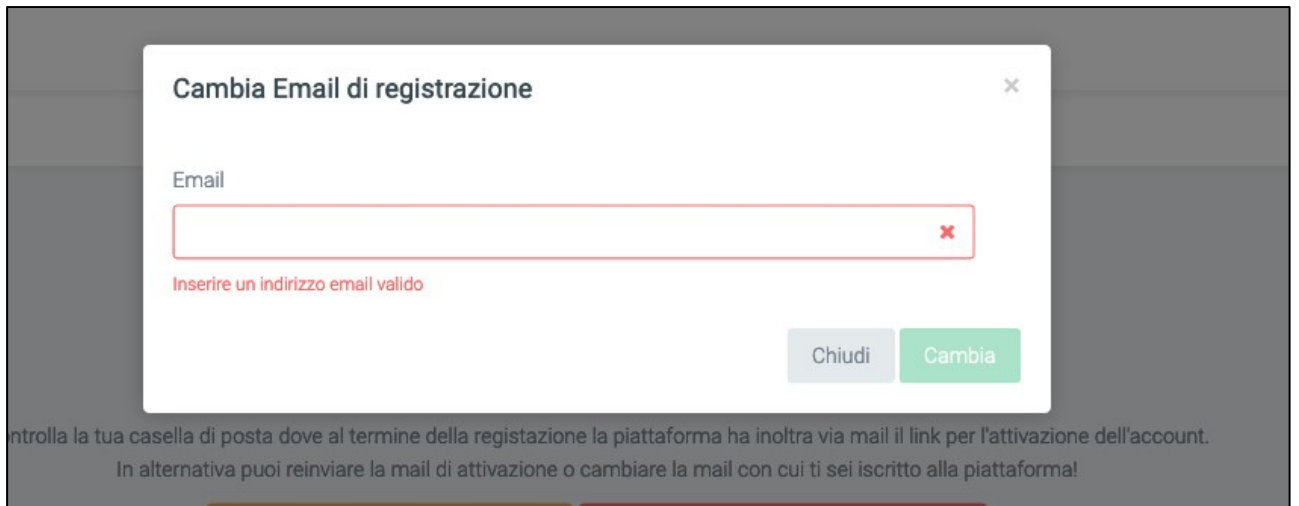 Cambia Email di registrazione
×
Email
Inserire un indirizzo email valido
Chiudi
Cambia
ntrolla la tua casella di posta dove al termine della registazione la piattaforma ha inoltra via mail il link per l'attivazione dell'account.
In alternativa puoi reinviare la mail di attivazione o cambiare la mail con cui ti sei iscritto alla piattaforma!